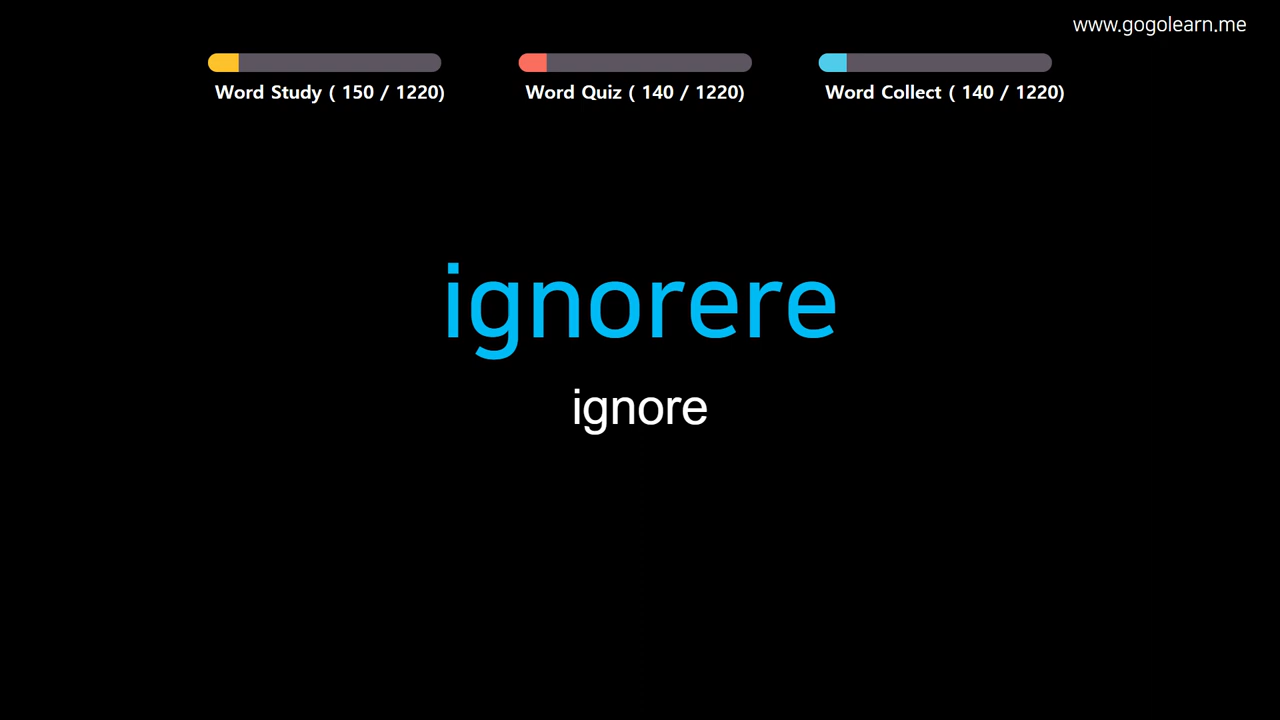 www.gogolearn.me
Word Study ( 150 / 1220)
Word Quiz ( 140 / 1220)
Word Collect ( 140 / 1220)
ignorere
ignore